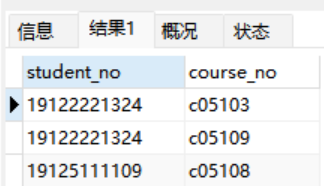 信息 结果1 概况 状态
student_no course_no
19122221324 c05103
19122221324 c05109
19125111109 c05108